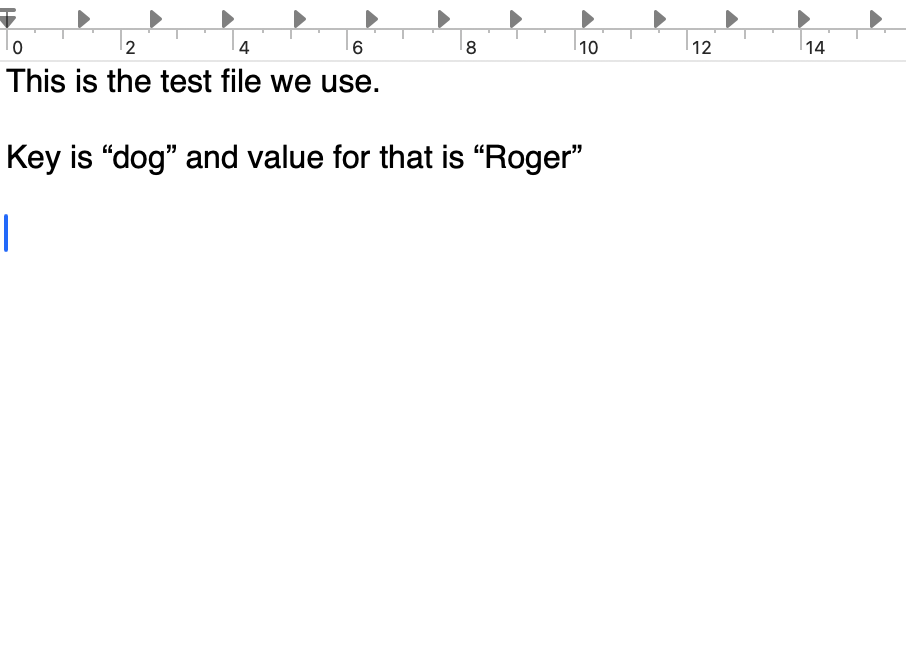 0 2 4 6 8 10 12 14
This is the test file we use.
Key is “dog” and value for that is “Roger”